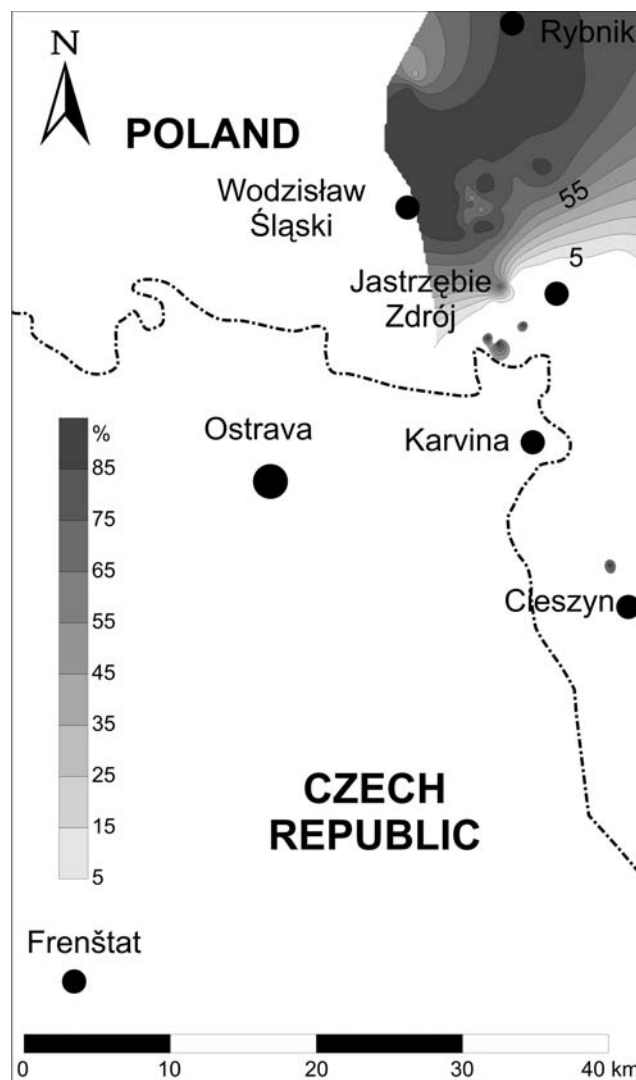 N
Rybnik
POLAND
Wodzisław
Śląski
55
5
Jastrzębie
Zdrój
%
85
75
65
55
45
35
25
15
5
Ostrava
Karvina
Cieszyn
CZECH
REPUBLIC
Frenštat
0 10 20 30 40 km